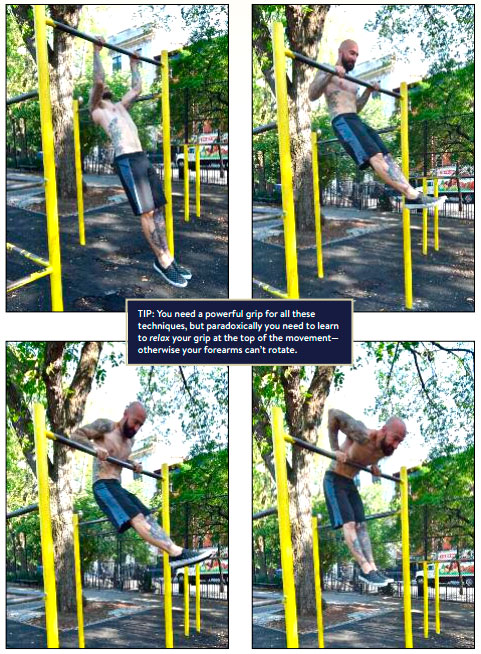 TIP: You need a powerful grip for all these
techniques, but paradoxically you need to learn
to relax your grip at the top of the movement—
otherwise your forearms can't rotate.